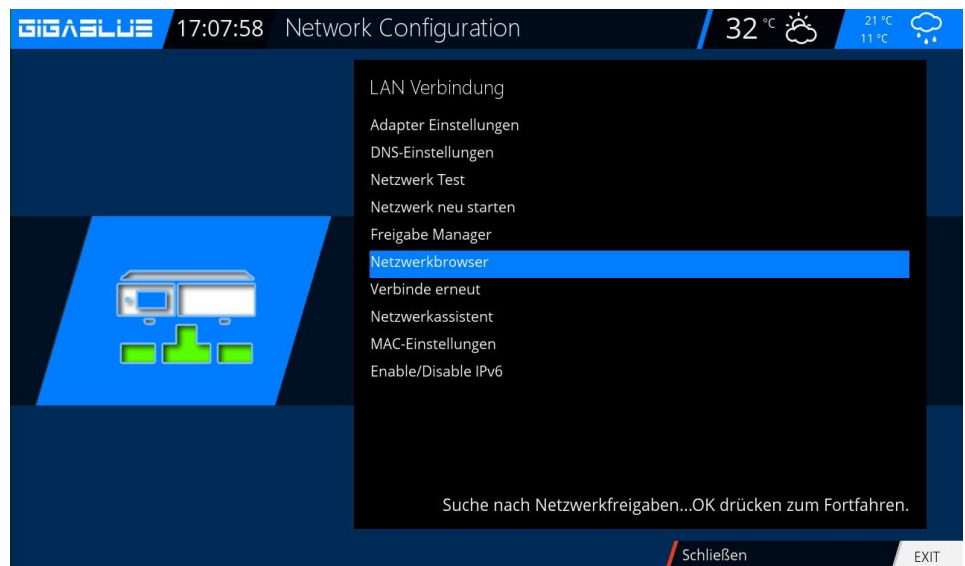 GIGABLUE 17:07:58 Network Configuration 32 °C 21 °C
11 °C
LAN Verbindung
Adapter Einstellungen
DNS-Einstellungen
Netzwerk Test
Netzwerk neu starten
Freigabe Manager
Netzwerkbrowser
Verbinde erneut
Netzwerkassistent
MAC-Einstellungen
Enable/Disable IPv6
Suche nach Netzwerkfreigaben...OK drücken zum Fortfahren.
Schließen EXIT